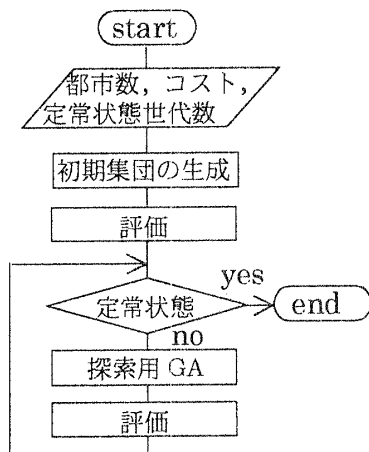 start
都市数，コスト，
定常状態世代数
初期集団の生成
評価
yes
定常状態
end
no
探索用 GA
評価